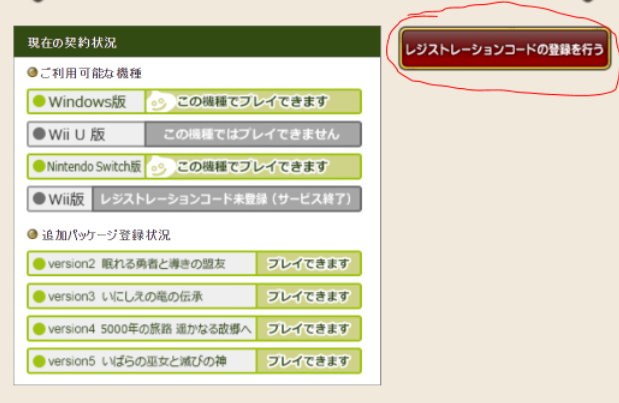 現在の契約状況
レジストレーションコードの登録を行う
ご利用可能な機種
Windows版 この機種でプレイできます
Wii U 版 この機種ではプレイできません
Nintendo Switch版 この機種でプレイできます
Wii版 レジストレーションコード未登録(サービス終了)
追加パッケージ登録状況
version2 眠れる勇者と導きの盟友 プレイできます
version3 いにしえの竜の伝承 プレイできます
version4 5000年の旅路 遥かなる故郷へ プレイできます
version5 いばらの巫女と滅びの神 プレイできます